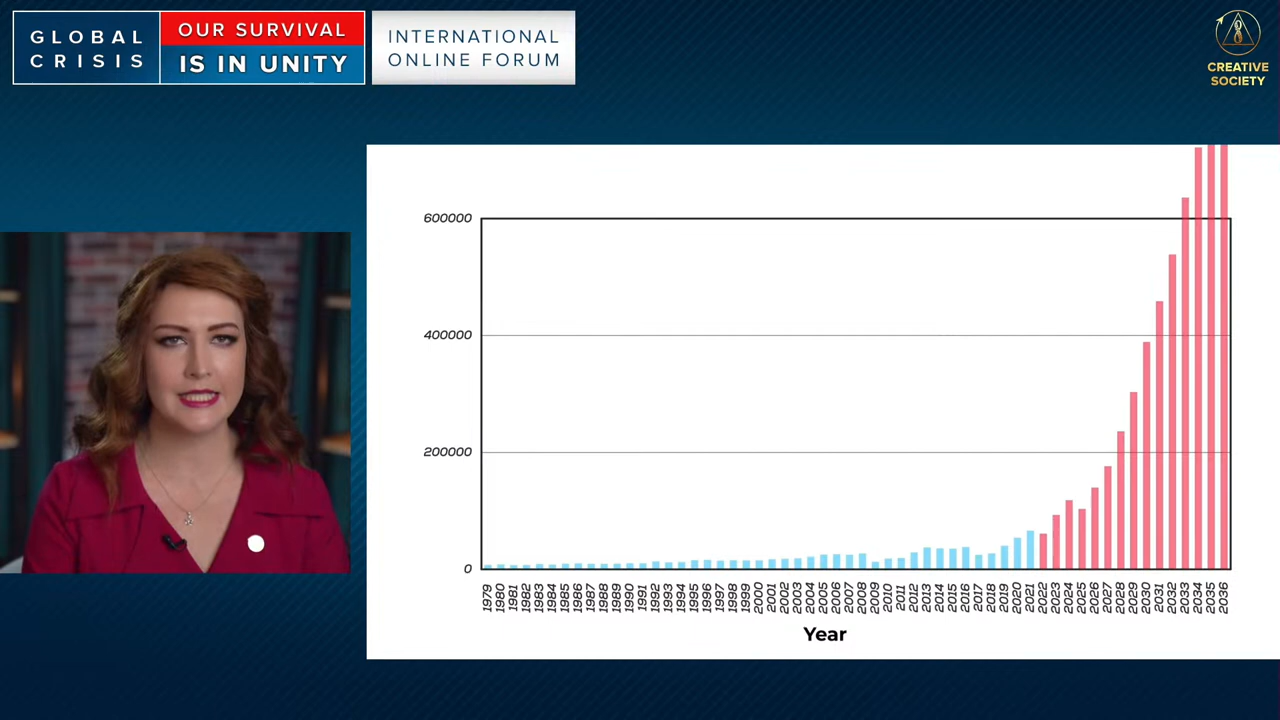 GLOBAL
CRISIS
OUR SURVIVAL
IS IN UNITY
INTERNATIONAL
ONLINE FORUM
CREATIVE
SOCIETY
600000
400000
200000
0
1979 1980 1981 1982 1983 1984 1985 1986 1987 1988 1989 1990 1991 1992 1993 1994 1995 1996 1997 1998 1999 2000 2001 2002 2003 2004 2005 2006 2007 2008 2009 2010 2011 2012 2013 2014 2015 2016 2017 2018 2019 2020 2021 2022 2023 2024 2025 2026 2027 2028 2029 2030 2031 2032 2033 2034 2035 2036
Year